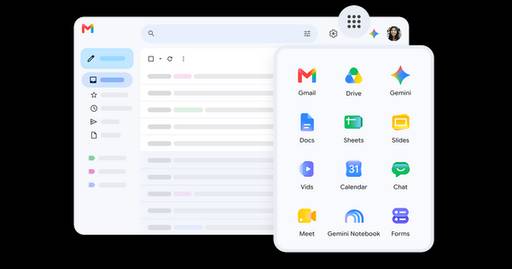 Gmail
Drive
Gemini
Docs
Sheets
Slides
Vids
31
Calendar
Chat
Meet
Gemini Notebook
Forms